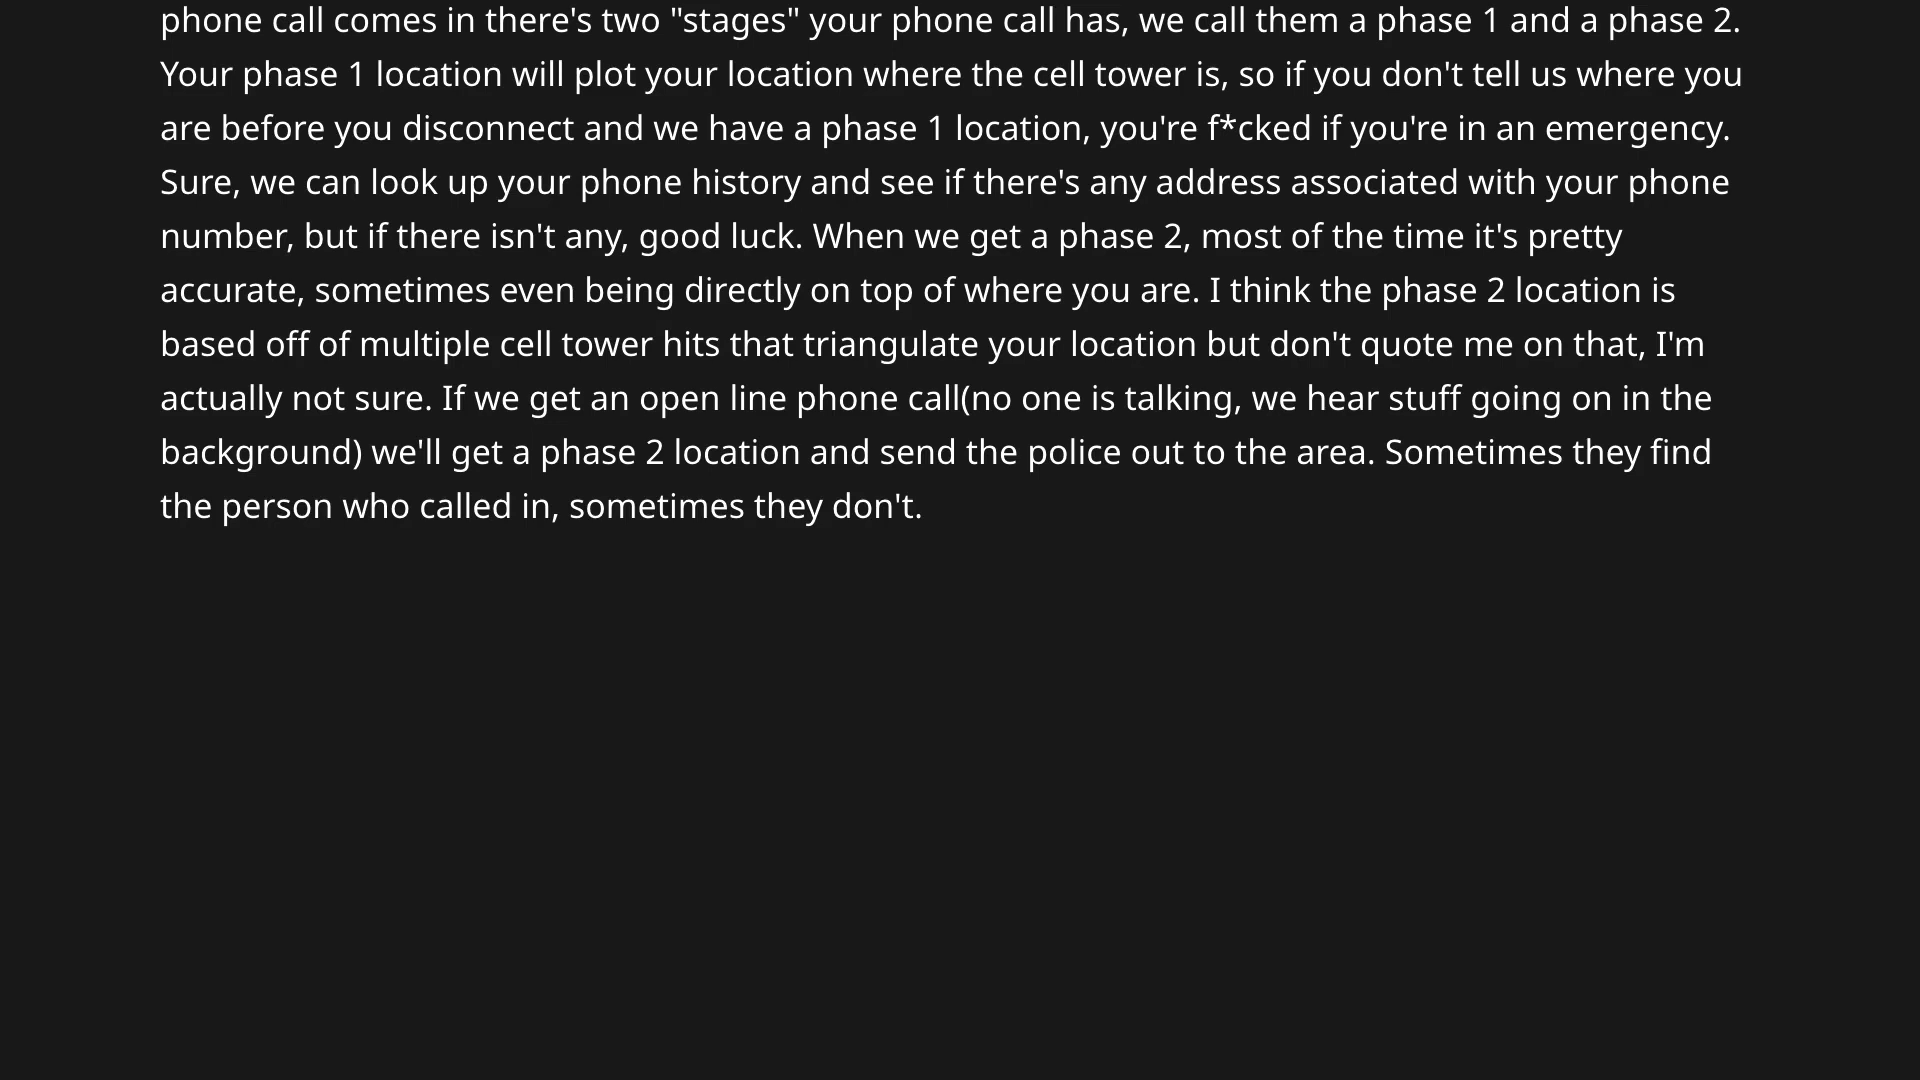 phone call comes in there's two "stages" your phone call has, we call them a phase 1 and a phase 2.
Your phase 1 location will plot your location where the cell tower is, so if you don't tell us where you
are before you disconnect and we have a phase 1 location, you're f*cked if you're in an emergency.
Sure, we can look up your phone history and see if there's any address associated with your phone
number, but if there isn't any, good luck. When we get a phase 2, most of the time it's pretty
accurate, sometimes even being directly on top of where you are. I think the phase 2 location is
based off of multiple cell tower hits that triangulate your location but don't quote me on that, I'm
actually not sure. If we get an open line phone call(no one is talking, we hear stuff going on in the
background) we'll get a phase 2 location and send the police out to the area. Sometimes they find
the person who called in, sometimes they don't.